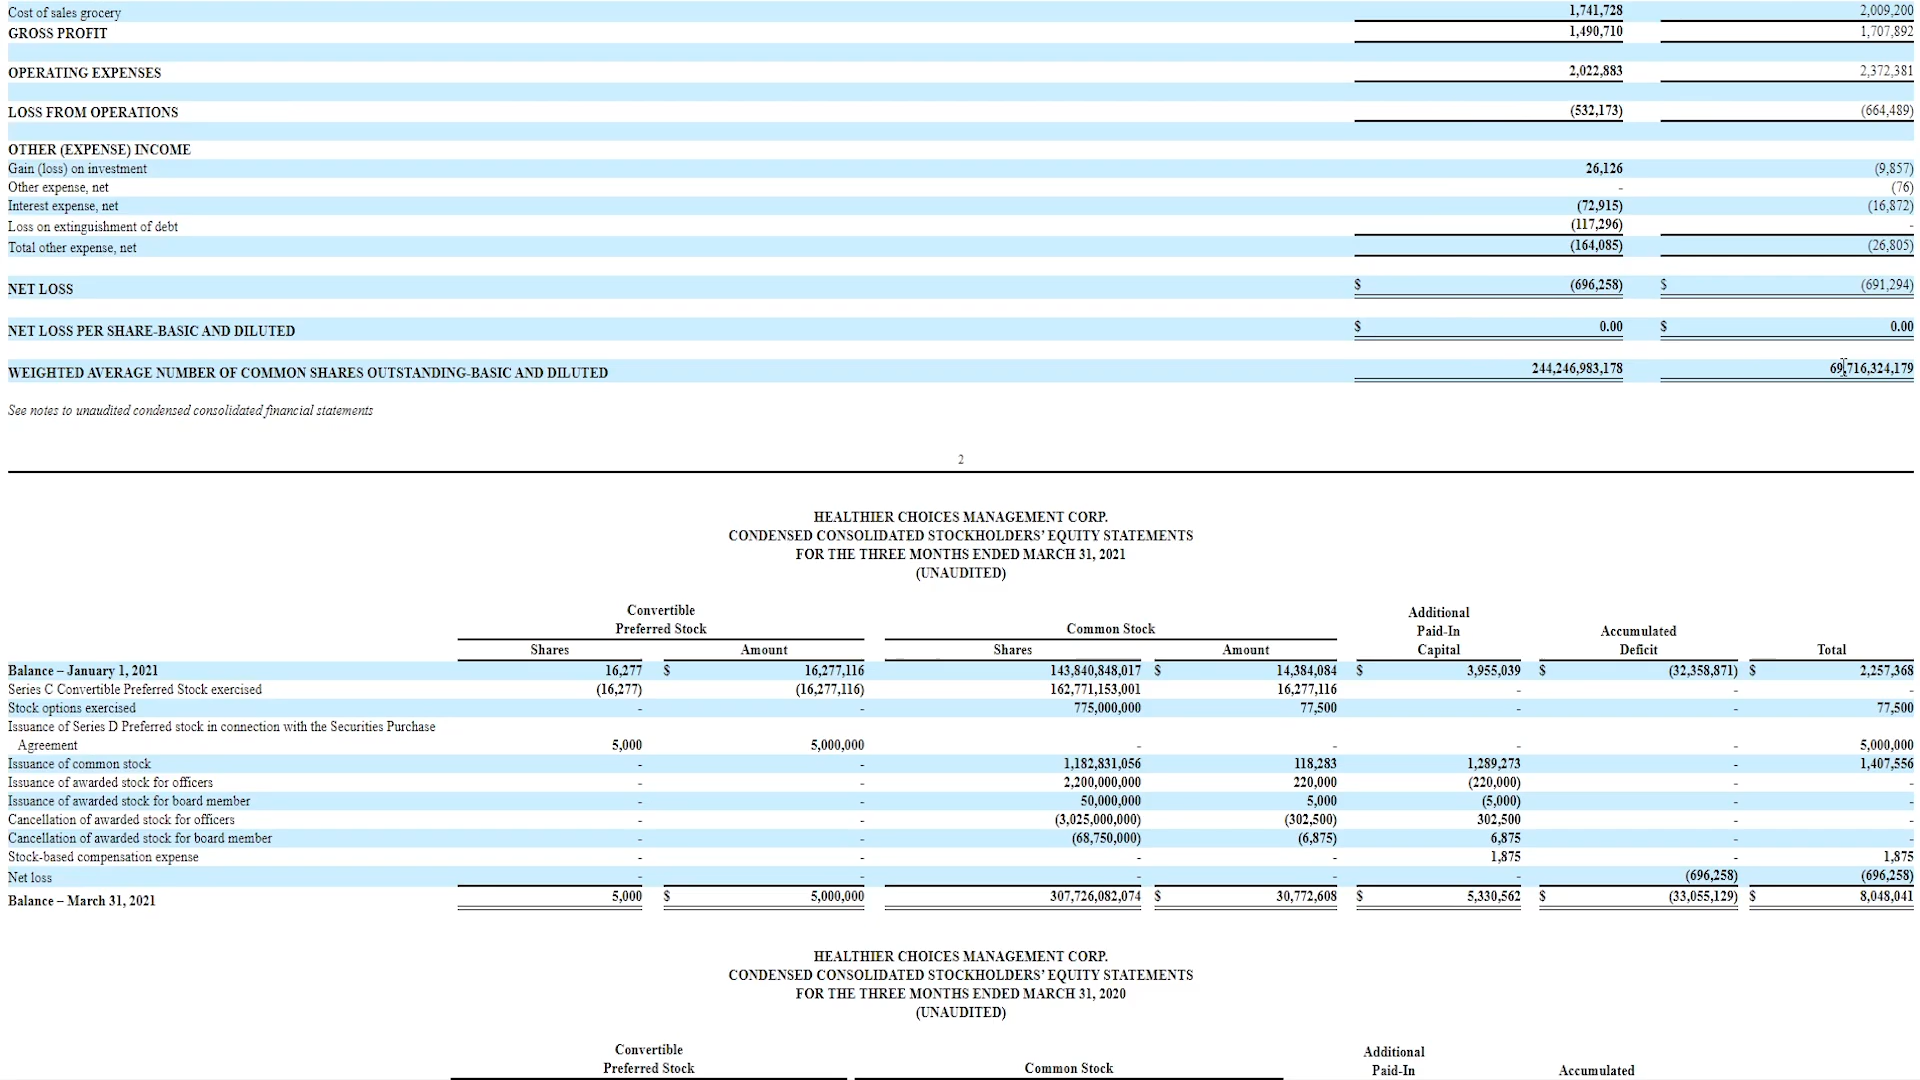 Cost of sales grocery 1,741,728 2,009,200
GROSS PROFIT 1,490,710 1,707,892
OPERATING EXPENSES 2,022,883 2,372,381
LOSS FROM OPERATIONS (532,173) (664,489)
OTHER (EXPENSE) INCOME
Gain (loss) on investment 26,126 (9,857)
Other expense, net - (76)
Interest expense, net (72,915) (16,872)
Loss on extinguishment of debt (117,296) -
Total other expense, net (164,085) (26,805)
NET LOSS $ (696,258) $ (691,294)
NET LOSS PER SHARE-BASIC AND DILUTED $ 0.00 $ 0.00
WEIGHTED AVERAGE NUMBER OF COMMON SHARES OUTSTANDING-BASIC AND DILUTED 244,246,983,178 69,716,324,179
See notes to unaudited condensed consolidated financial statements
2
HEALTHIER CHOICES MANAGEMENT CORP.
CONDENSED CONSOLIDATED STOCKHOLDERS’ EQUITY STATEMENTS
FOR THE THREE MONTHS ENDED MARCH 31, 2021
(UNAUDITED)
Convertible Additional
Preferred Stock Common Stock Paid-In Accumulated
Shares Amount Shares Amount Capital Deficit Total
Balance – January 1, 2021 16,277 $ 16,277,116 143,840,848,017 $ 14,384,084 $ 3,955,039 $ (32,358,871) $ 2,257,368
Series C Convertible Preferred Stock exercised (16,277) (16,277,116) 162,771,153,001 16,277,116 - - -
Stock options exercised - - 775,000,000 77,500 - - 77,500
Issuance of Series D Preferred stock in connection with the Securities Purchase
Agreement 5,000 5,000,000 - - - - 5,000,000
Issuance of common stock - - 1,182,831,056 118,283 1,289,273 - 1,407,556
Issuance of awarded stock for officers - - 2,200,000,000 220,000 (220,000) - -
Issuance of awarded stock for board member - - 50,000,000 5,000 (5,000) - -
Cancellation of awarded stock for officers - - (3,025,000,000) (302,500) 302,500 - -
Cancellation of awarded stock for board member - - (68,750,000) (6,875) 6,875 - -
Stock-based compensation expense - - - - 1,875 - 1,875
Net loss - - - - - (696,258) (696,258)
Balance – March 31, 2021 5,000 $ 5,000,000 307,726,082,074 $ 30,772,608 $ 5,330,562 $ (33,055,129) $ 8,048,041
HEALTHIER CHOICES MANAGEMENT CORP.
CONDENSED CONSOLIDATED STOCKHOLDERS’ EQUITY STATEMENTS
FOR THE THREE MONTHS ENDED MARCH 31, 2020
(UNAUDITED)
Convertible Additional
Preferred Stock Common Stock Paid-In Accumulated